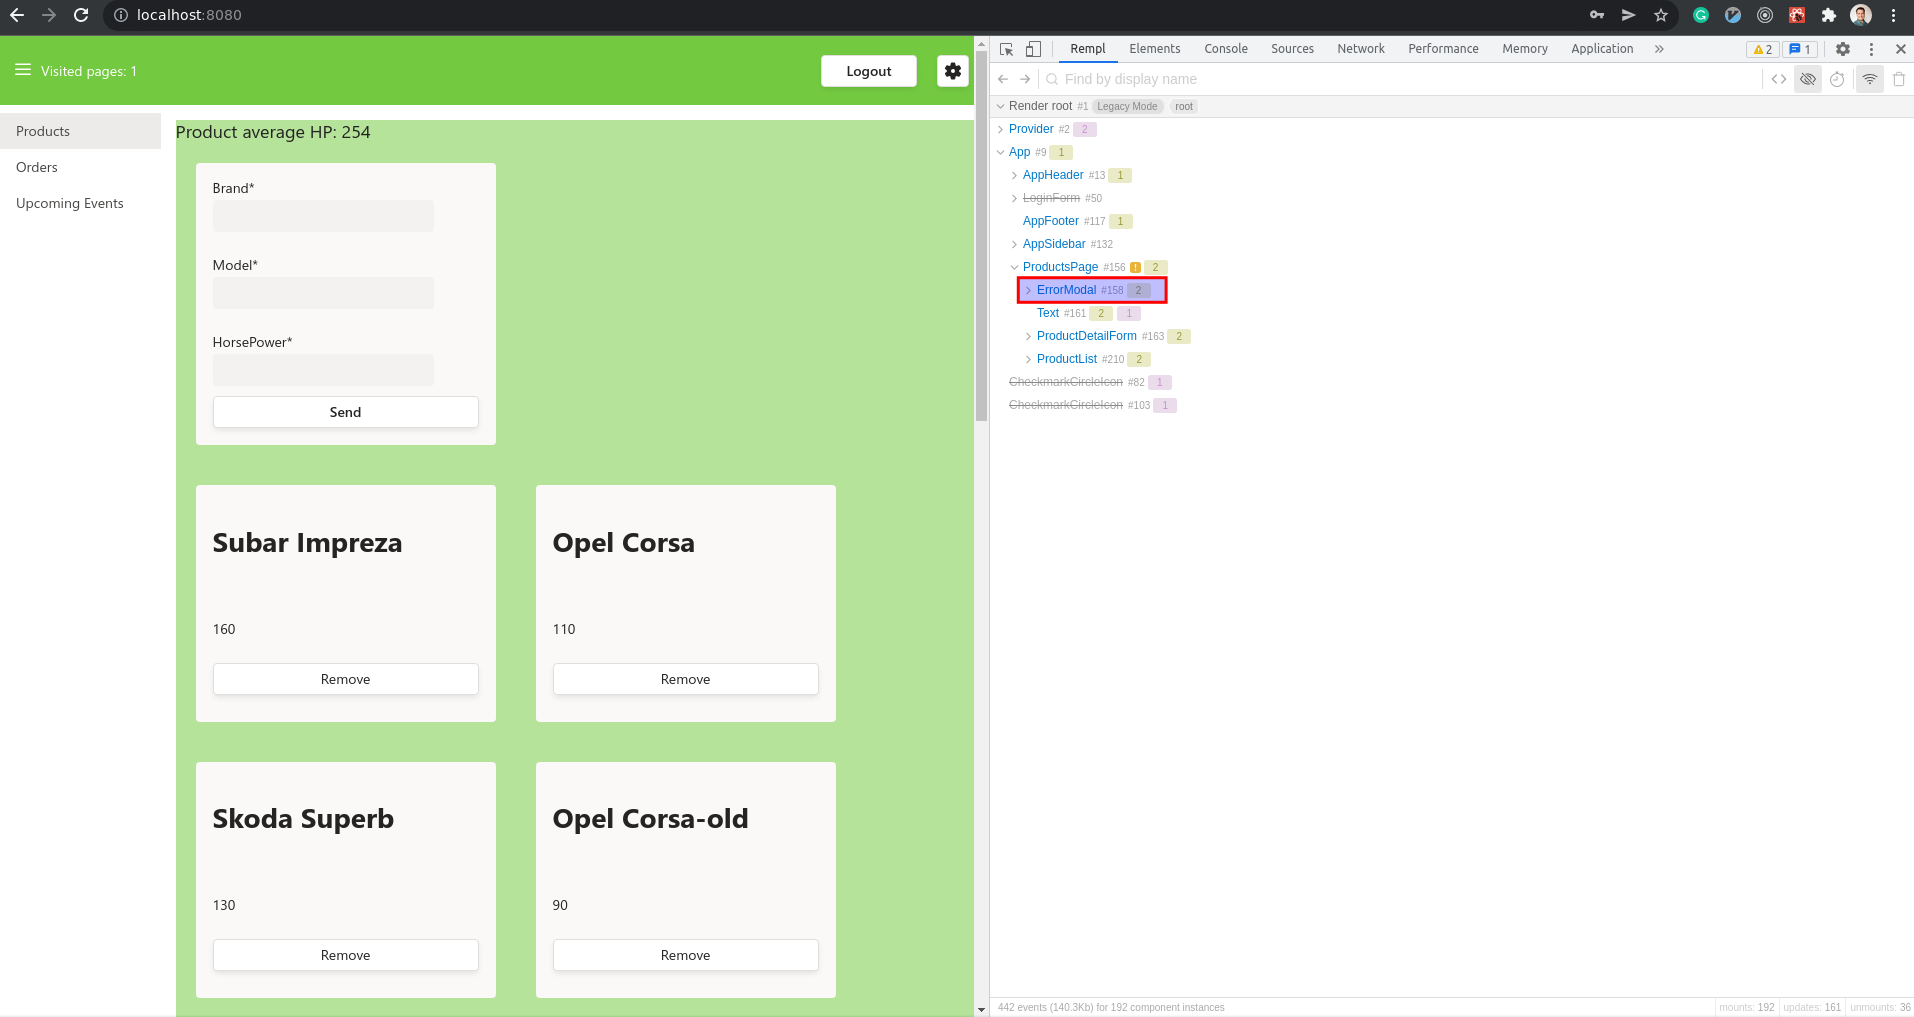 localhost:8080
Visited pages: 1
Logout
Products
Orders
Upcoming Events
Product average HP: 254
Brand*
Model*
HorsePower*
Send
Subar Impreza
160
Remove
Opel Corsa
110
Remove
Skoda Superb
130
Remove
Opel Corsa-old
90
Remove
Rempl Elements Console Sources Network Performance Memory Application » 2 1
Find by display name
Render root #1 Legacy Mode root
Provider #2 2
App #9 1
AppHeader #13 1
LoginForm #50
AppFooter #117 1
AppSidebar #132
ProductsPage #156 ! 2
ErrorModal #158 2
Text #161 2 1
ProductDetailForm #163 2
ProductList #210 2
CheckmarkCircleIcon #82 1
CheckmarkCircleIcon #103 1
442 events (140.3Kb) for 192 component instances
mounts: 192 updates: 161 unmounts: 36